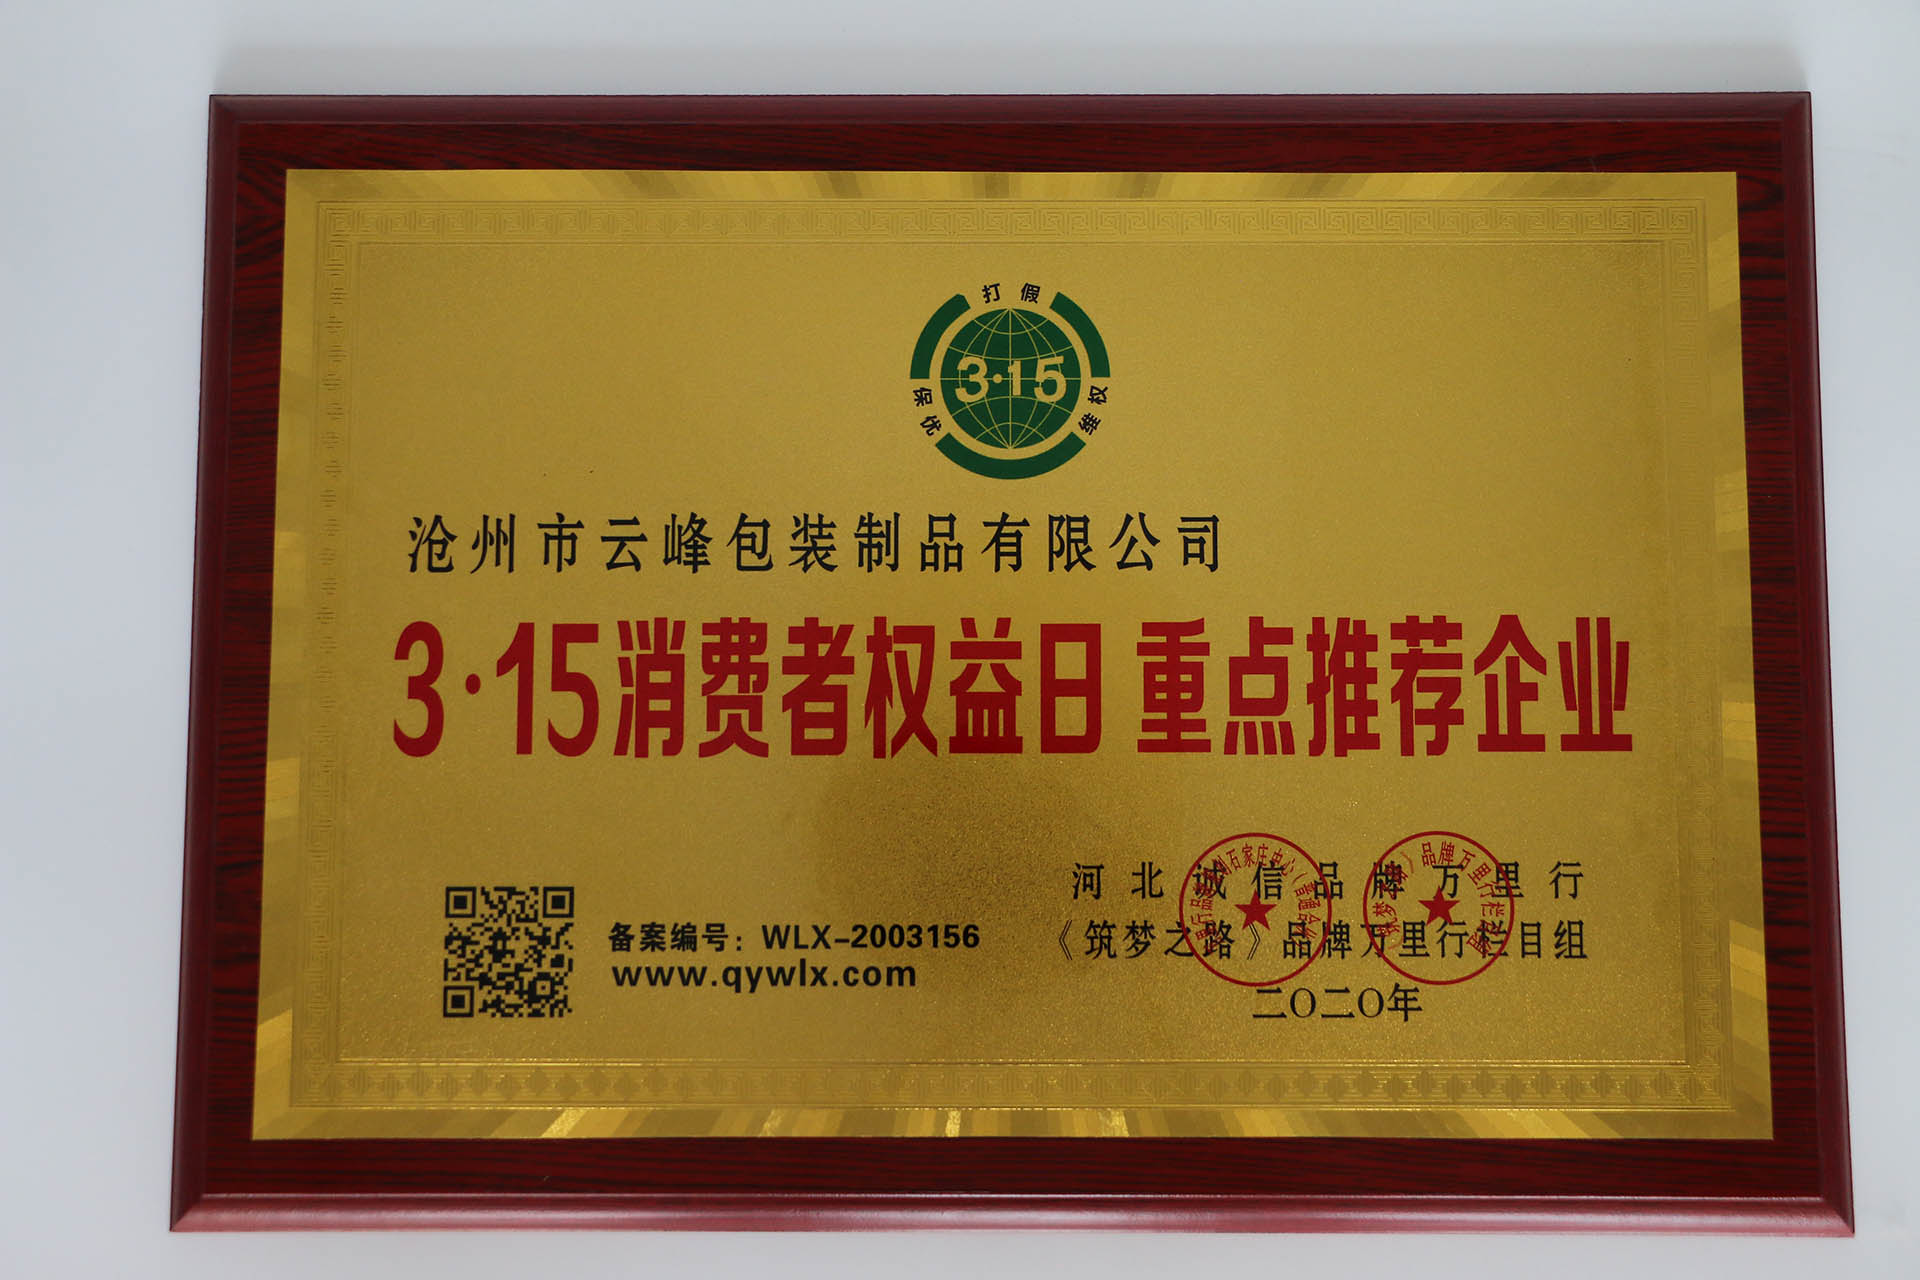 打假
保优
维权
3·15
沧州市云峰包装制品有限公司
3·15消费者权益日 重点推荐企业
河北诚信品牌万里行
备案编号：WLX-2003156
《筑梦之路》品牌万里行栏目组
www.qywlx.com
二〇二〇年